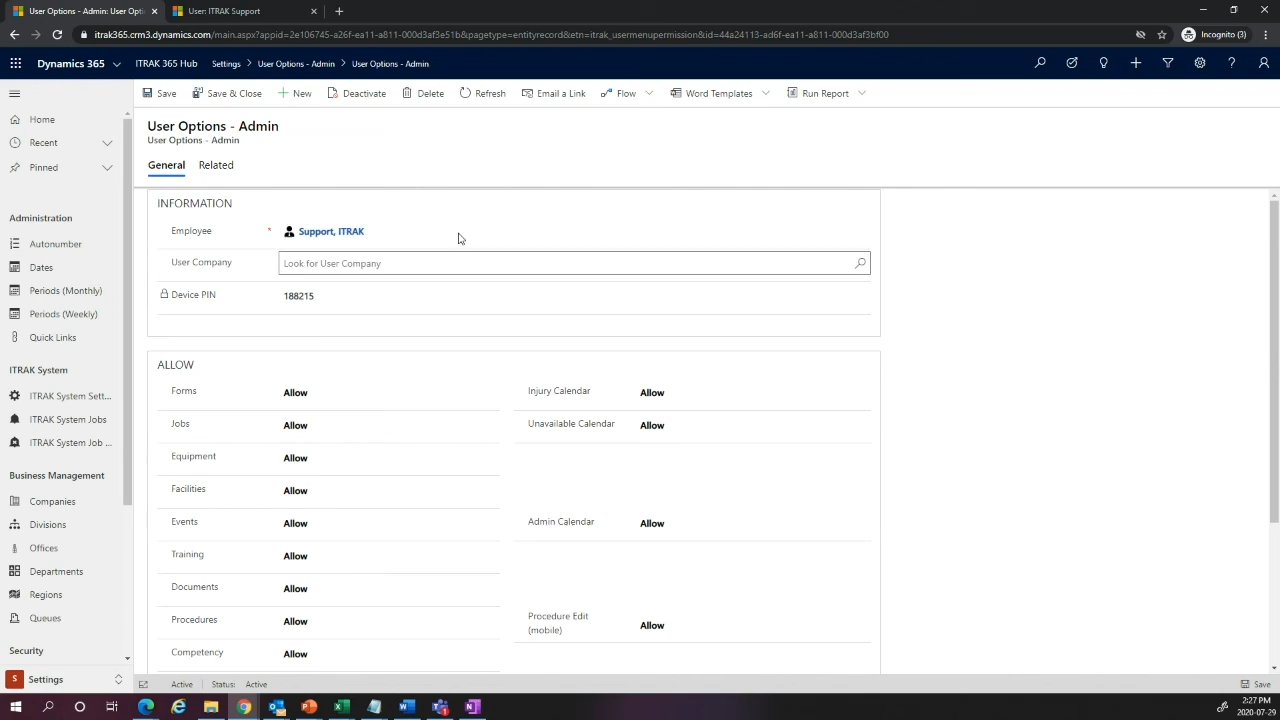 User Options - Admin: User Opti
User: ITRAK Support
itrak365.crm3.dynamics.com/main.aspx?appid=2e106745-a26f-ea11-a811-000d3af3e51b&pagetype=entityrecord&etn=itrak_usermenupermission&id=44a24113-ad6f-ea11-a811-000d3af3bf00
Incognito (3)
Dynamics 365
ITRAK 365 Hub
Settings > User Options - Admin > User Options - Admin
Save
Save & Close
New
Deactivate
Delete
Refresh
Email a Link
Flow
Word Templates
Run Report
Home
Recent
Pinned
Administration
Autonumber
Dates
Periods (Monthly)
Periods (Weekly)
Quick Links
ITRAK System
ITRAK System Sett...
ITRAK System Jobs
ITRAK System Job ...
Business Management
Companies
Divisions
Offices
Departments
Regions
Queues
Security
S Settings
User Options - Admin
User Options - Admin
General Related
INFORMATION
Employee * Support, ITRAK
User Company Look for User Company
Device PIN 188215
ALLOW
Forms Allow
Jobs Allow
Equipment Allow
Facilities Allow
Events Allow
Training Allow
Documents Allow
Procedures Allow
Competency Allow
Injury Calendar Allow
Unavailable Calendar Allow
Admin Calendar Allow
Procedure Edit Allow
(mobile)
Active Status: Active
Save
2:27 PM
2020-07-29